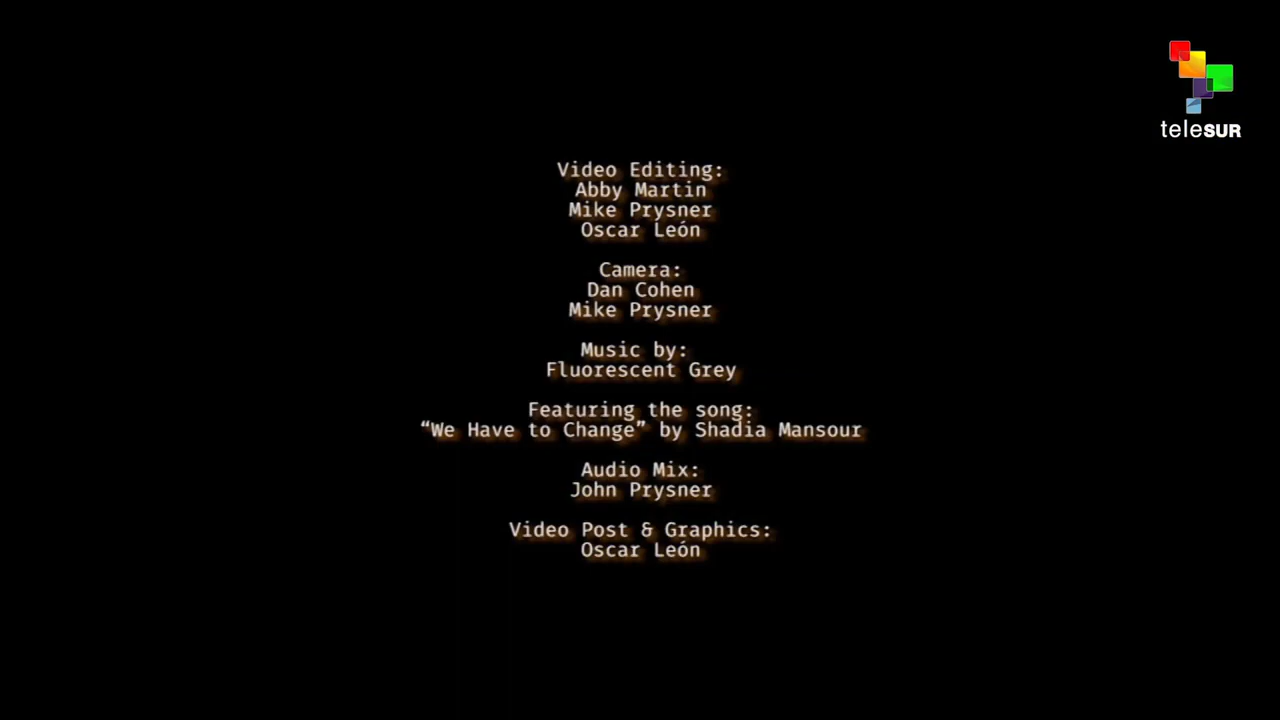 teleSUR
Video Editing:
Abby Martin
Mike Prysner
Oscar León
Camera:
Dan Cohen
Mike Prysner
Music by:
Fluorescent Grey
Featuring the song:
“We Have to Change” by Shadia Mansour
Audio Mix:
John Prysner
Video Post & Graphics:
Oscar León